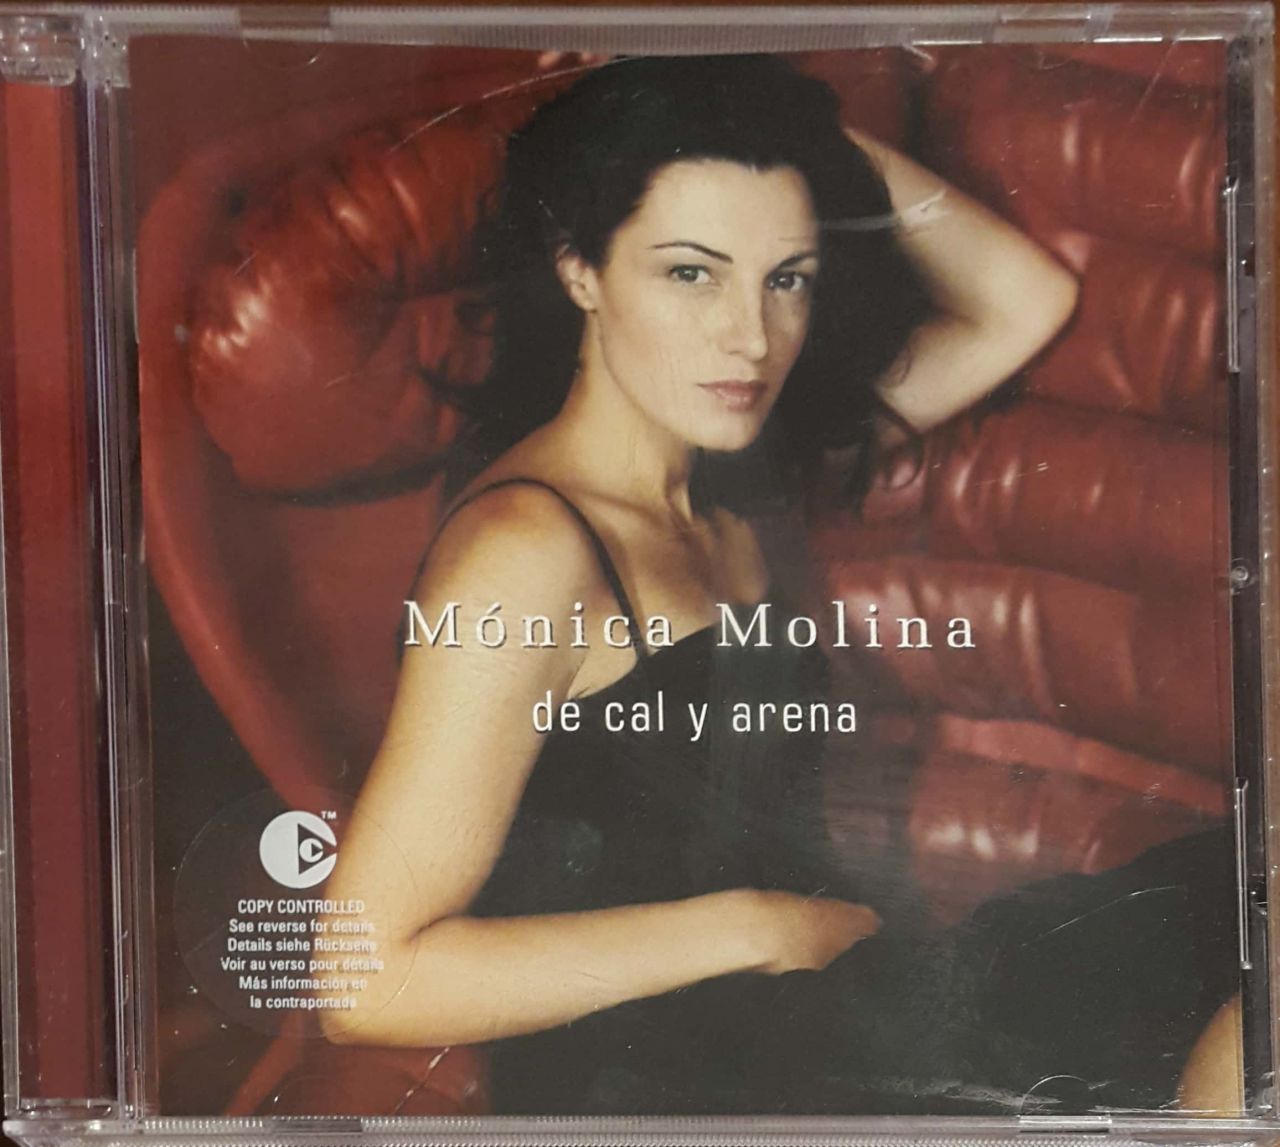 Mónica Molina
de cal y arena
C
TM
COPY CONTROLLED
See reverse for details
Details siehe Rückseite
Voir au verso pour détails
Más información en
la contraportada